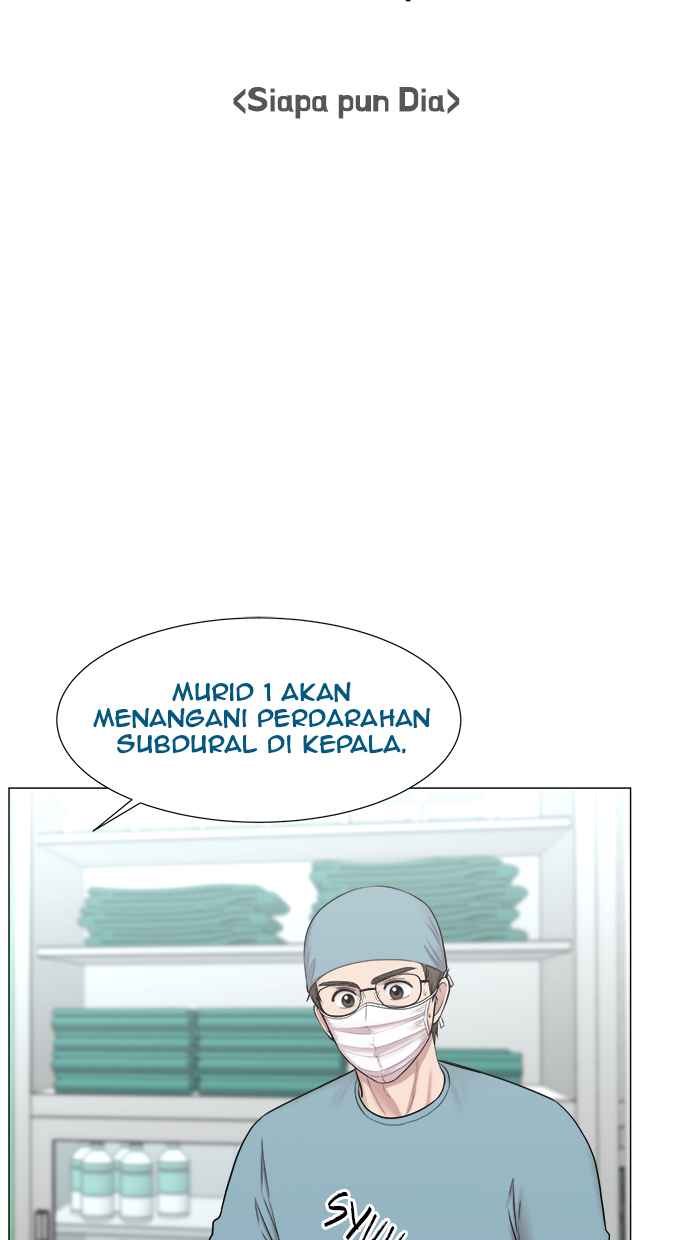 <Siapa pun Dia>
MURID 1 AKAN
MENANGANI PERDARAHAN
SUBDURAL DI KEPALA.